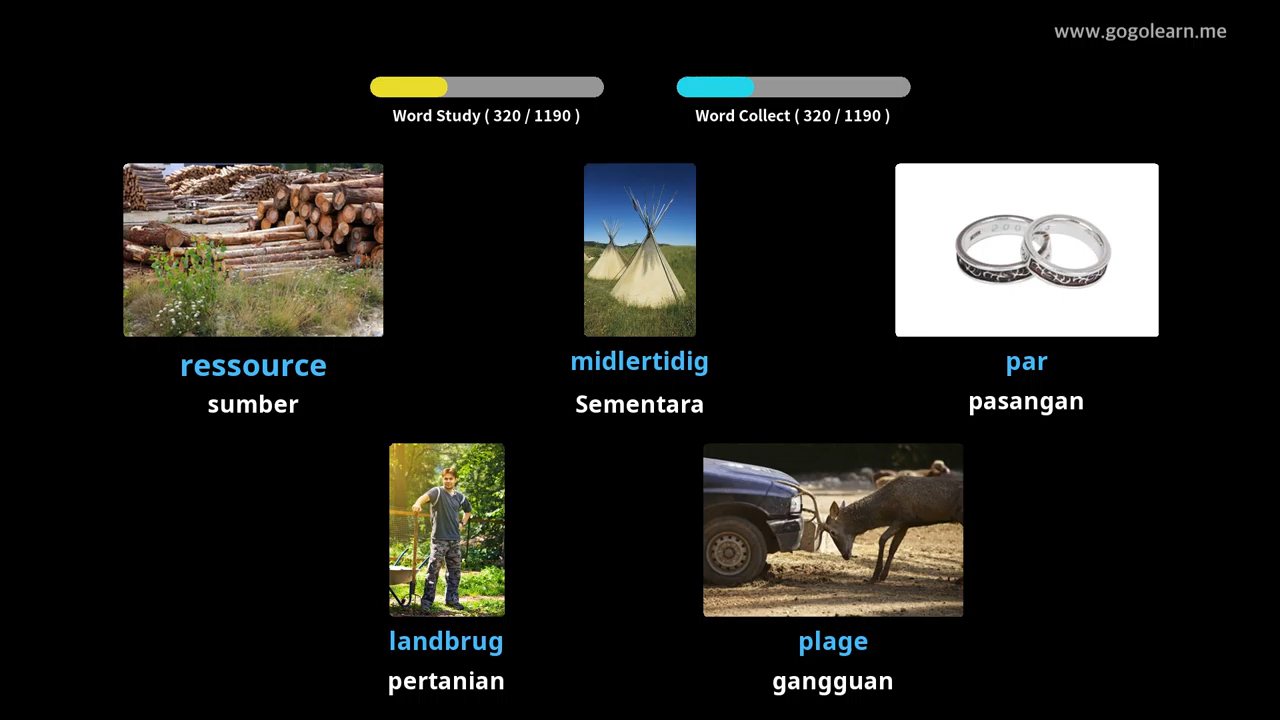 www.gogolearn.me
Word Study ( 320 / 1190 )
Word Collect ( 320 / 1190 )
ressource
sumber
midlertidig
Sementara
par
pasangan
landbrug
pertanian
plage
gangguan